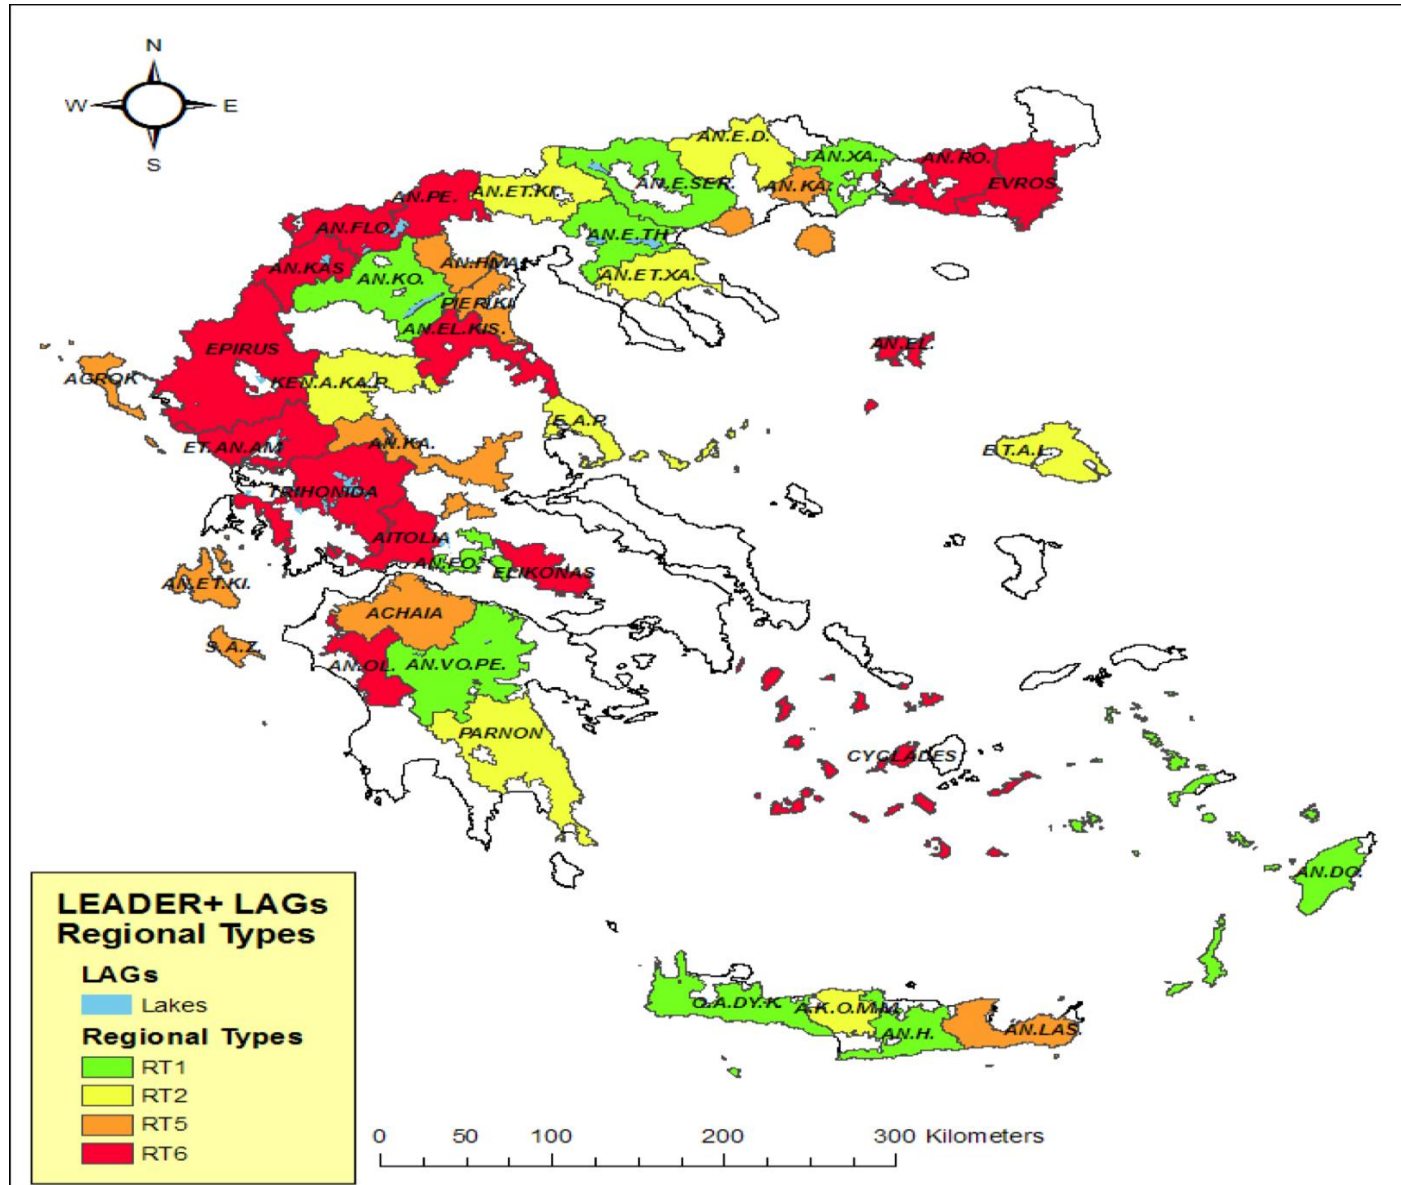 N
W E
S
AN.E.D.
AN.XA.
AN.RO.
AN.PE.
AN.ET.KI.
AN.E.SER.
AN.KA.
EVROS
AN.FLO.
AN.E.TH
AN.KAS
AN.KO.
AN.HMA.
AN.ET.XA.
PIERIKI
AN.EL.KIS.
AN.EL.
EPIRUS
AGROK
KEN.A.KA.P.
E.A.P.
ET.AN.AM
AN.KA.
E.T.A.L.
TRIHONIDA
AITOLIA
AN.FO.
ELIKONAS
AN.ET.KI.
ACHAIA
S.A.Z.
AN.OL.
AN.VO.PE.
PARNON
CYCLADES
AN.DO.
O.A.DY.K.
A.K.O.M.M.
AN.H.
AN.LAS.
LEADER+ LAGs
Regional Types
LAGs
Lakes
Regional Types
RT1
RT2
RT5
RT6
0 50 100 200 300 Kilometers